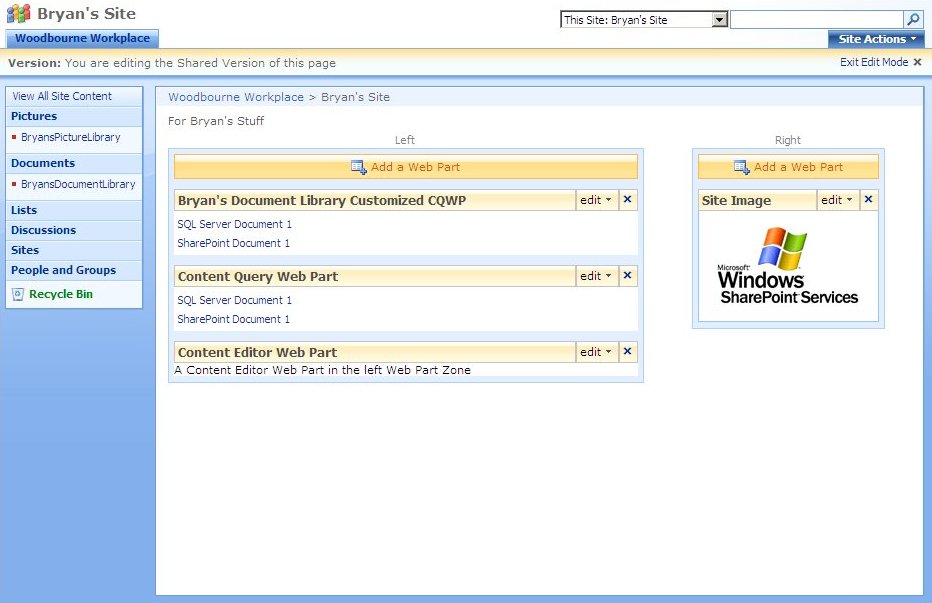 Bryan's Site
This Site: Bryan's Site
Woodbourne Workplace
Site Actions
Version: You are editing the Shared Version of this page
Exit Edit Mode
View All Site Content
Pictures
BryansPictureLibrary
Documents
BryansDocumentLibrary
Lists
Discussions
Sites
People and Groups
Recycle Bin
Woodbourne Workplace > Bryan's Site
For Bryan's Stuff
Left
Add a Web Part
Bryan's Document Library Customized CQWP edit
SQL Server Document 1
SharePoint Document 1
Content Query Web Part edit
SQL Server Document 1
SharePoint Document 1
Content Editor Web Part edit
A Content Editor Web Part in the left Web Part Zone
Right
Add a Web Part
Site Image edit
Microsoft
Windows
SharePoint Services